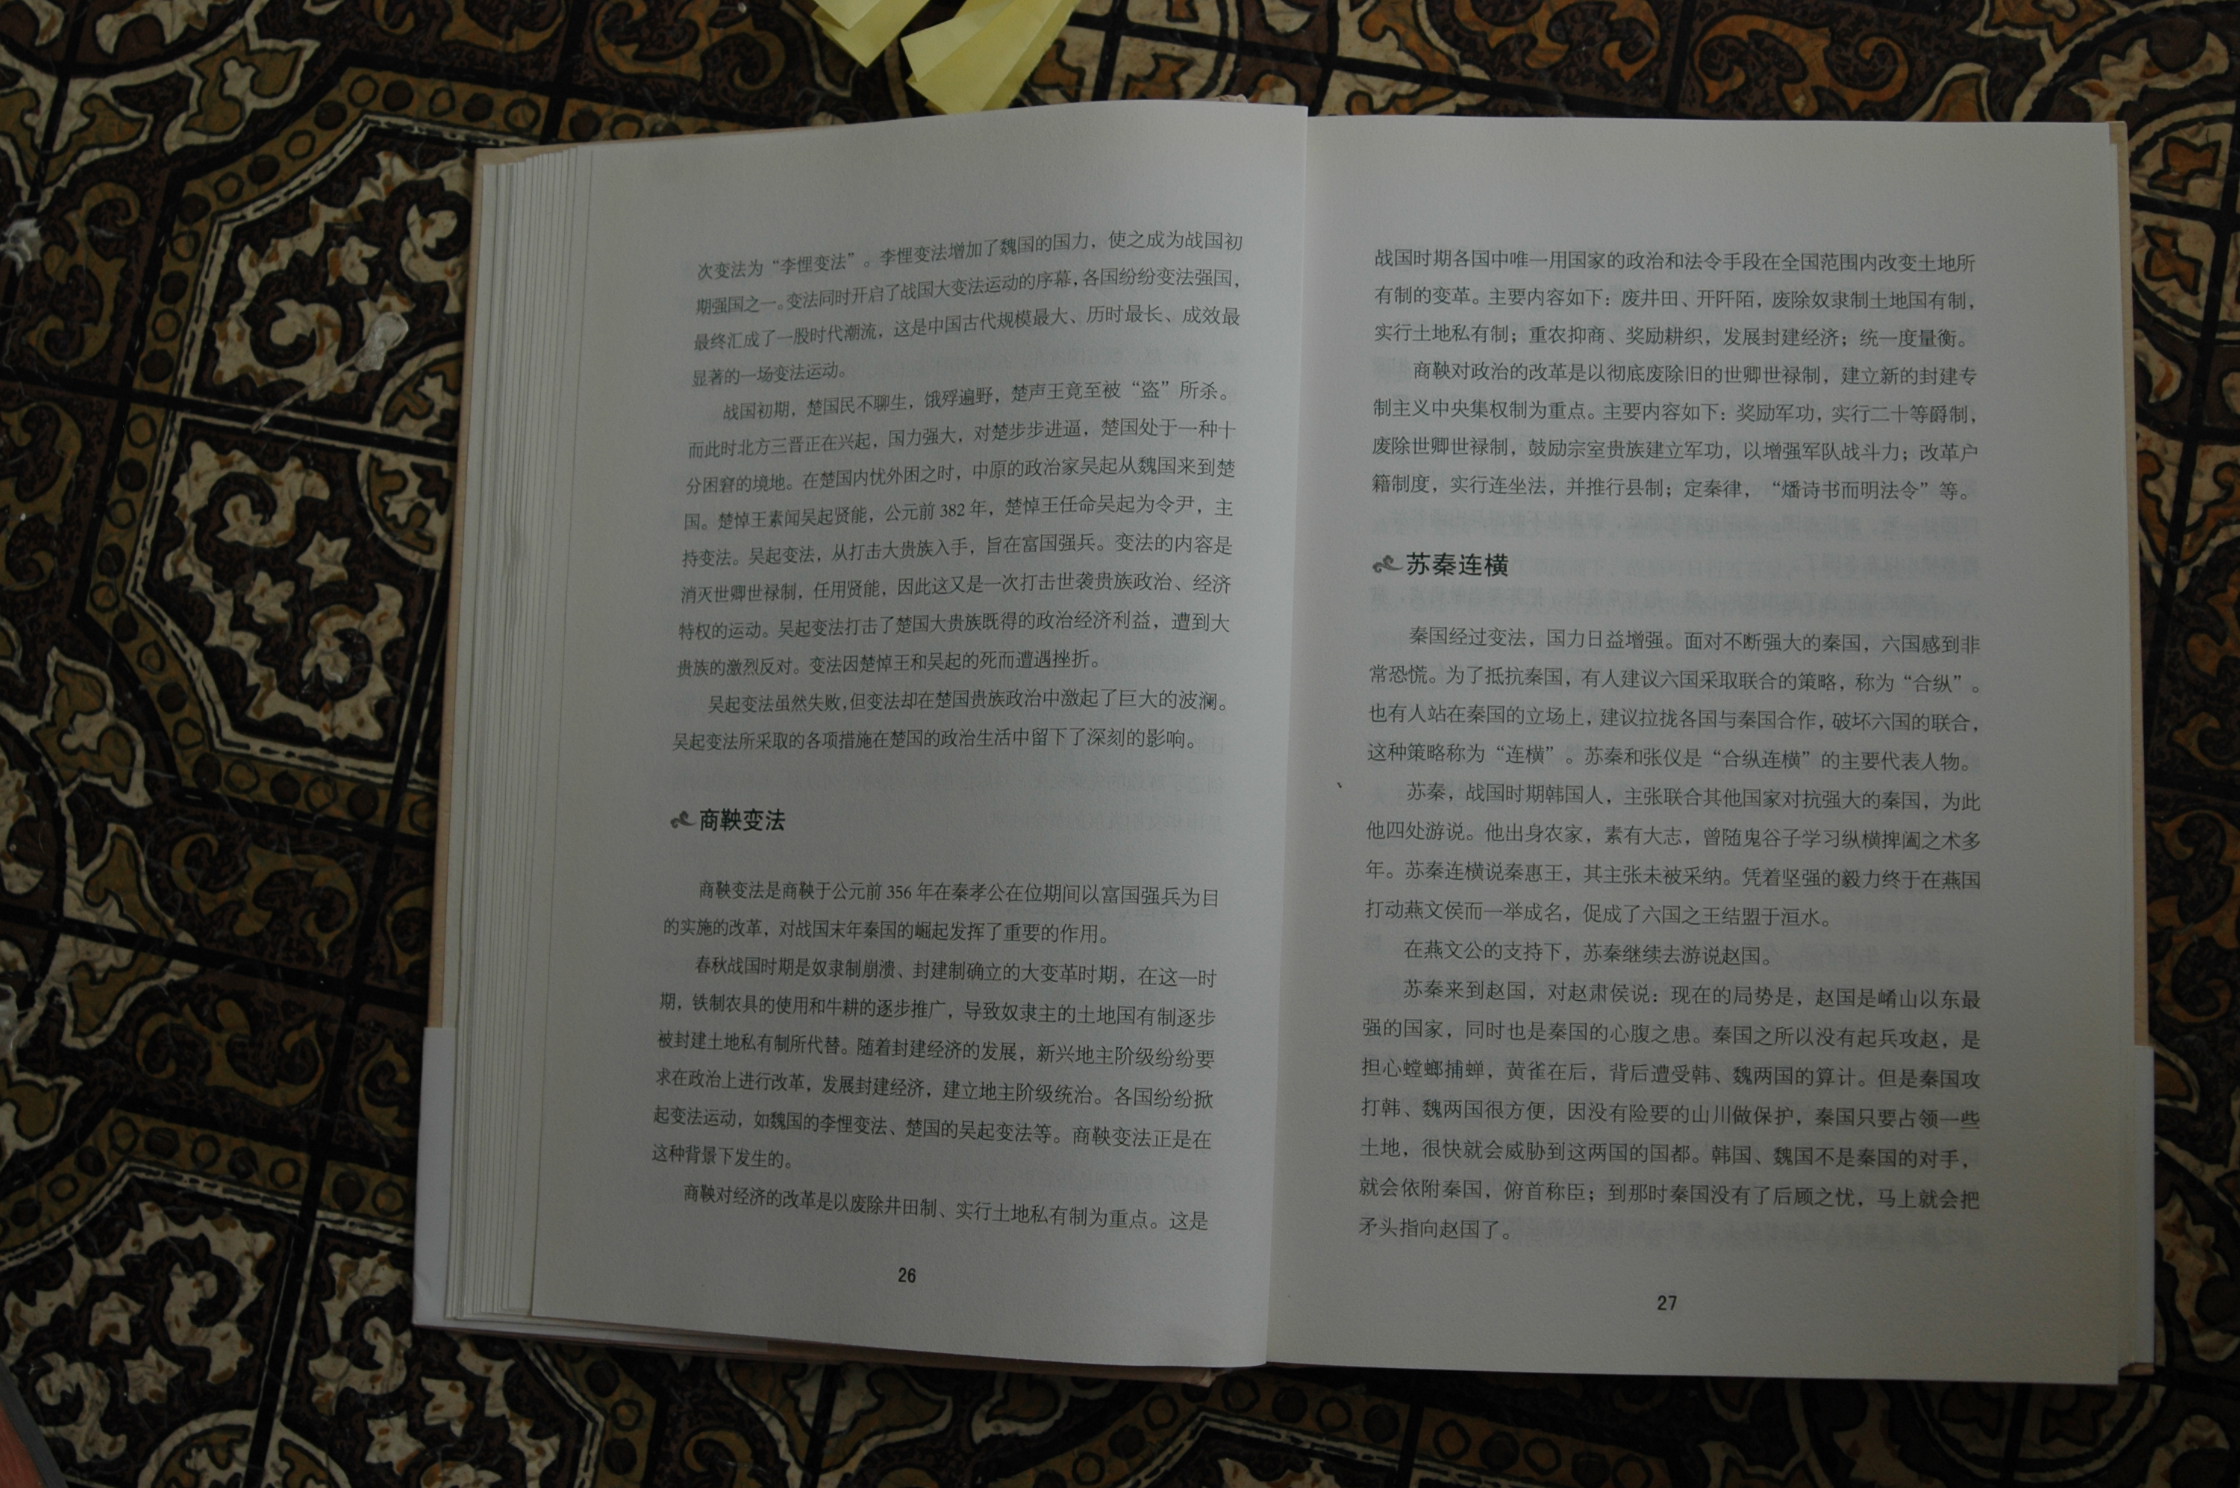 次变法为“李悝变法”。李悝变法增加了魏国的国力，使之成为战国初
期强国之一。变法同时开启了战国大变法运动的序幕，各国纷纷变法强国，
最终汇成了一股时代潮流，这是中国古代规模最大、历时最长、成效最
显著的一场变法运动。
战国初期，楚国民不聊生，饿殍遍野，楚声王竟至被“盗”所杀。
而此时北方三晋正在兴起，国力强大，对楚步步进逼，楚国处于一种十
分困窘的境地。在楚国内忧外困之时，中原的政治家吴起从魏国来到楚
国。楚悼王素闻吴起贤能，公元前 382 年，楚悼王任命吴起为令尹，主
持变法。吴起变法，从打击大贵族入手，旨在富国强兵。变法的内容是
消灭世卿世禄制，任用贤能，因此这又是一次打击世袭贵族政治、经济
特权的运动。吴起变法打击了楚国大贵族既得的政治经济利益，遭到大
贵族的激烈反对。变法因楚悼王和吴起的死而遭遇挫折。
吴起变法虽然失败，但变法却在楚国贵族政治中激起了巨大的波澜。
吴起变法所采取的各项措施在楚国的政治生活中留下了深刻的影响。
商鞅变法
商鞅变法是商鞅于公元前 356 年在秦孝公在位期间以富国强兵为目
的实施的改革，对战国末年秦国的崛起发挥了重要的作用。
春秋战国时期是奴隶制崩溃、封建制确立的大变革时期，在这一时
期，铁制农具的使用和牛耕的逐步推广，导致奴隶主的土地国有制逐步
被封建土地私有制所代替。随着封建经济的发展，新兴地主阶级纷纷要
求在政治上进行改革，发展封建经济，建立地主阶级统治。各国纷纷掀
起变法运动，如魏国的李悝变法、楚国的吴起变法等。商鞅变法正是在
这种背景下发生的。
商鞅对经济的改革是以废除井田制、实行土地私有制为重点。这是
26
战国时期各国中唯一用国家的政治和法令手段在全国范围内改变土地所
有制的变革。主要内容如下：废井田、开阡陌，废除奴隶制土地国有制，
实行土地私有制；重农抑商、奖励耕织，发展封建经济；统一度量衡。
商鞅对政治的改革是以彻底废除旧的世卿世禄制，建立新的封建专
制主义中央集权制为重点。主要内容如下：奖励军功，实行二十等爵制，
废除世卿世禄制，鼓励宗室贵族建立军功，以增强军队战斗力；改革户
籍制度，实行连坐法，并推行县制；定秦律，“燔诗书而明法令”等。
苏秦连横
秦国经过变法，国力日益增强。面对不断强大的秦国，六国感到非
常恐慌。为了抵抗秦国，有人建议六国采取联合的策略，称为“合纵”。
也有人站在秦国的立场上，建议拉拢各国与秦国合作，破坏六国的联合，
这种策略称为“连横”。苏秦和张仪是“合纵连横”的主要代表人物。
苏秦，战国时期韩国人，主张联合其他国家对抗强大的秦国，为此
他四处游说。他出身农家，素有大志，曾随鬼谷子学习纵横捭阖之术多
年。苏秦连横说秦惠王，其主张未被采纳。凭着坚强的毅力终于在燕国
打动燕文侯而一举成名，促成了六国之王结盟于洹水。
在燕文公的支持下，苏秦继续去游说赵国。
苏秦来到赵国，对赵肃侯说：现在的局势是，赵国是崤山以东最
强的国家，同时也是秦国的心腹之患。秦国之所以没有起兵攻赵，是
担心螳螂捕蝉，黄雀在后，背后遭受韩、魏两国的算计。但是秦国攻
打韩、魏两国很方便，因没有险要的山川做保护，秦国只要占领一些
土地，很快就会威胁到这两国的国都。韩国、魏国不是秦国的对手，
就会依附秦国，俯首称臣；到那时秦国没有了后顾之忧，马上就会把
矛头指向赵国了。
27